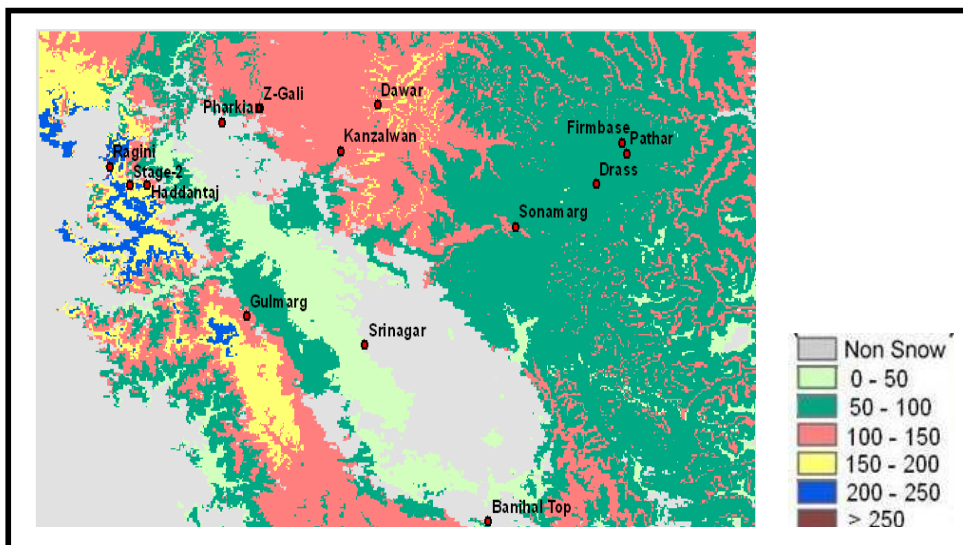 Z-Gali
Dawar
Pharkian
Kanzalwan
Firmbase
Pathar
Ragini
Stage-2
Drass
Haddantaj
Sonamarg
Gulmarg
Srinagar
Banihal Top
Non Snow
0 - 50
50 - 100
100 - 150
150 - 200
200 - 250
> 250